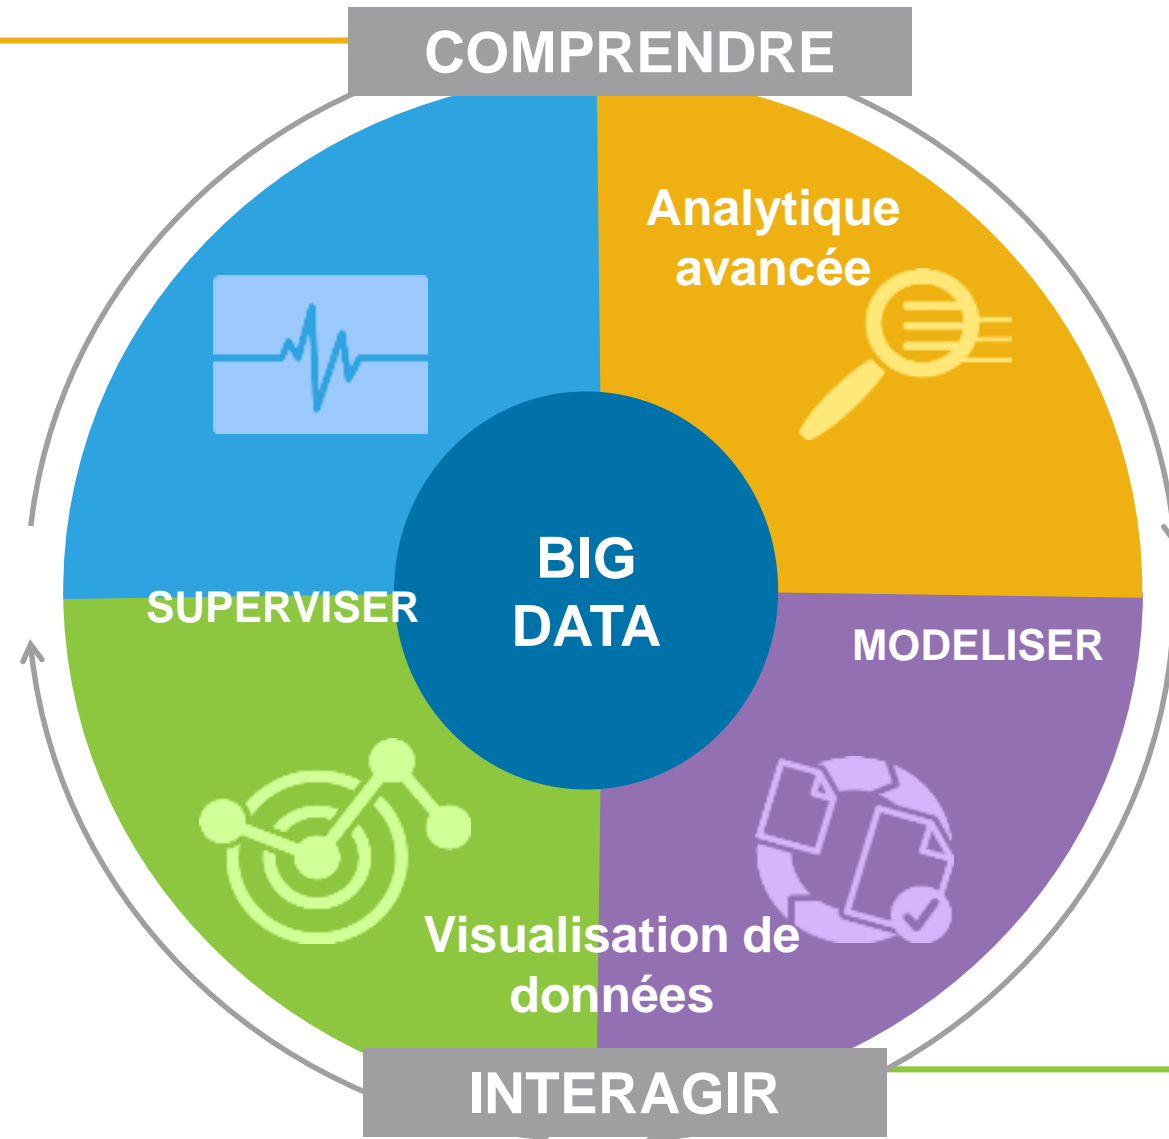 COMPRENDRE
Analytique
avancée
BIG
DATA
SUPERVISER
MODELISER
Visualisation de
données
INTERAGIR